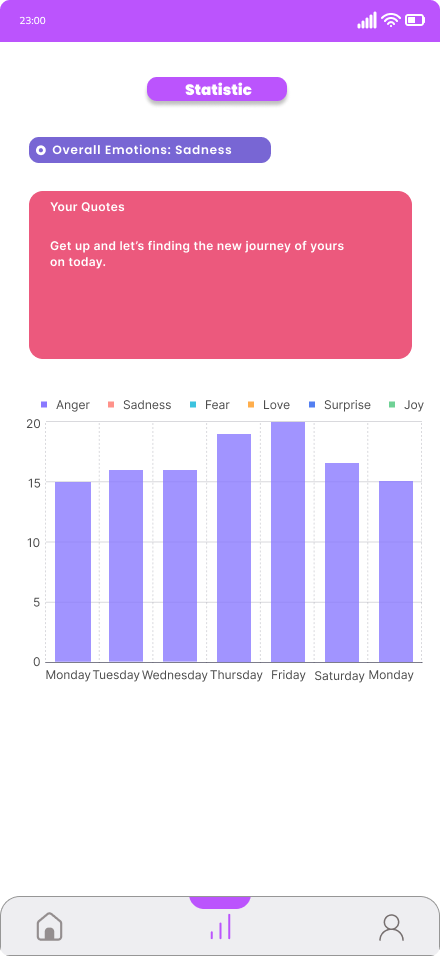 23:00
Statistic
Overall Emotions: Sadness
Your Quotes
Get up and let's finding the new journey of yours
on today.
Anger Sadness Fear Love Surprise Joy
20
15
10
5
0
Monday Tuesday Wednesday Thursday Friday Saturday Monday